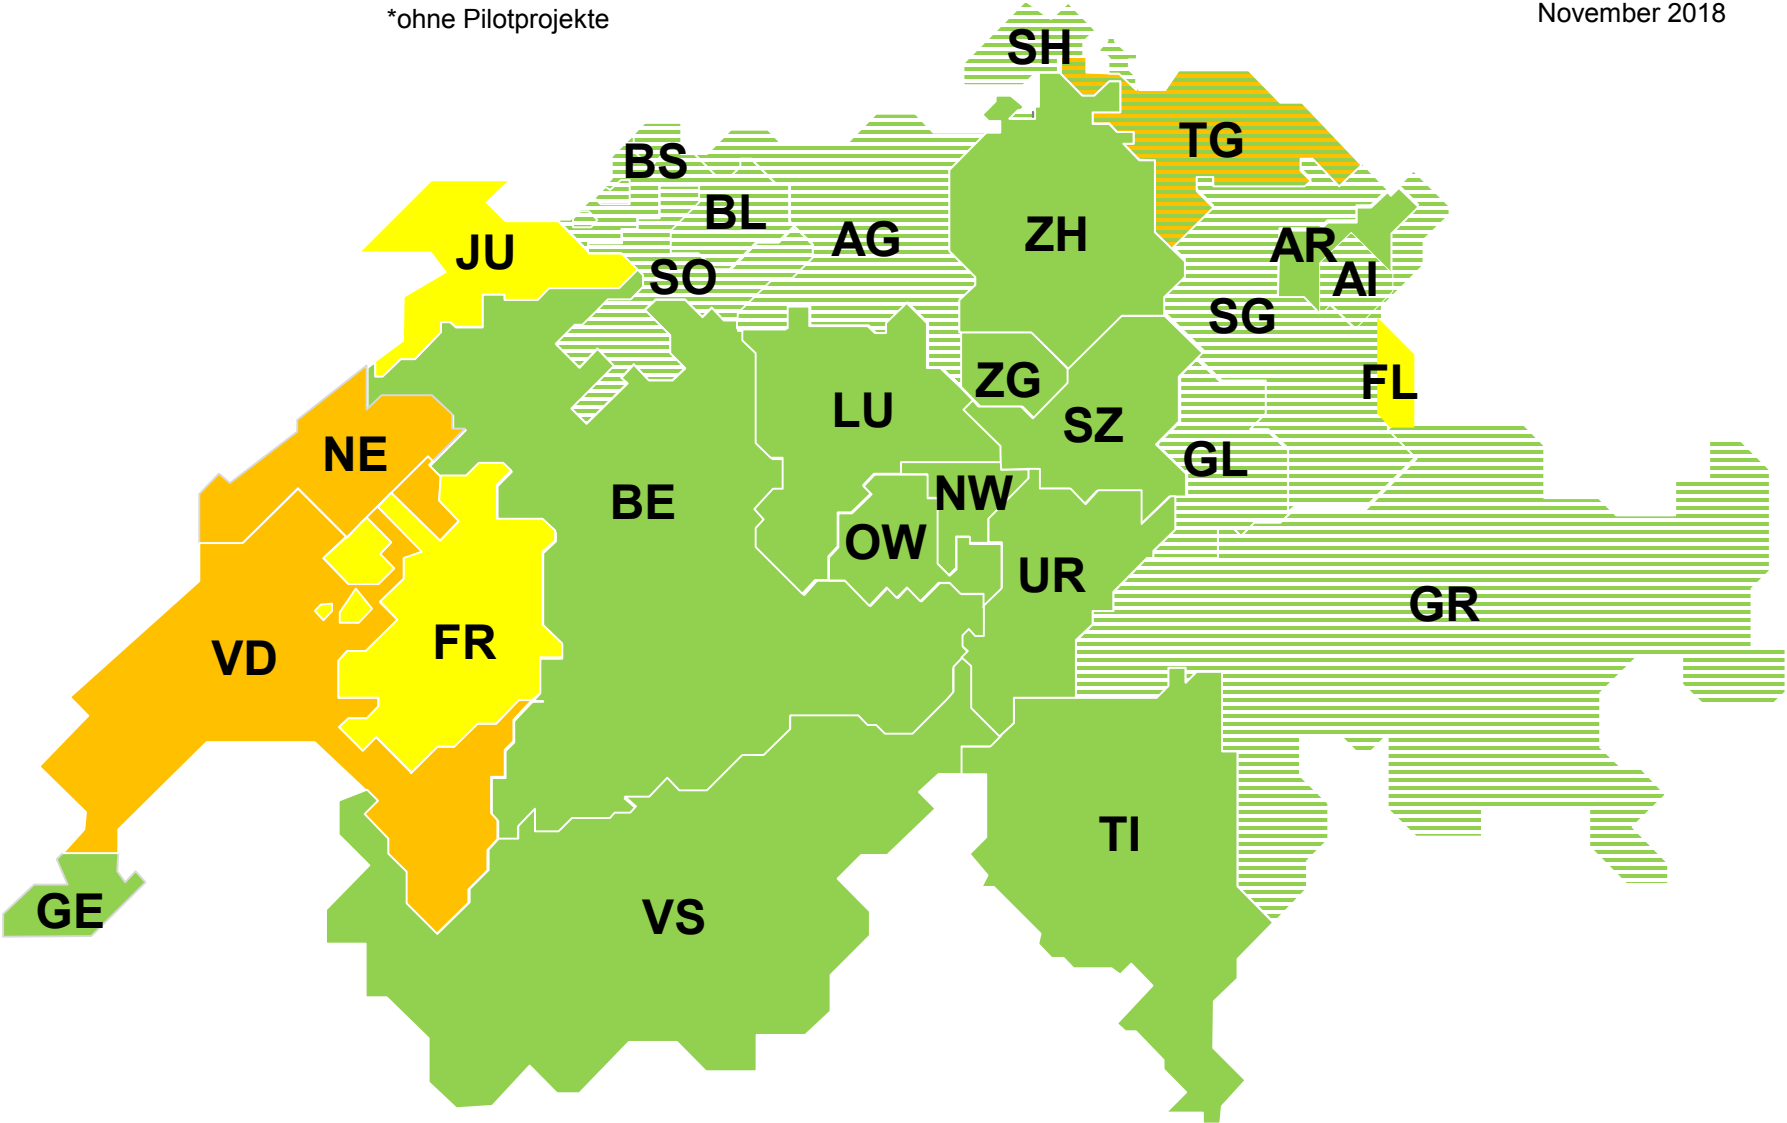 *ohne Pilotprojekte
November 2018
SH
TG
BS
BL
AG
ZH
JU
SO
AR
AI
SG
ZG
FL
LU
SZ
NE
GL
BE
NW
OW
UR
GR
VD
FR
TI
GE
VS